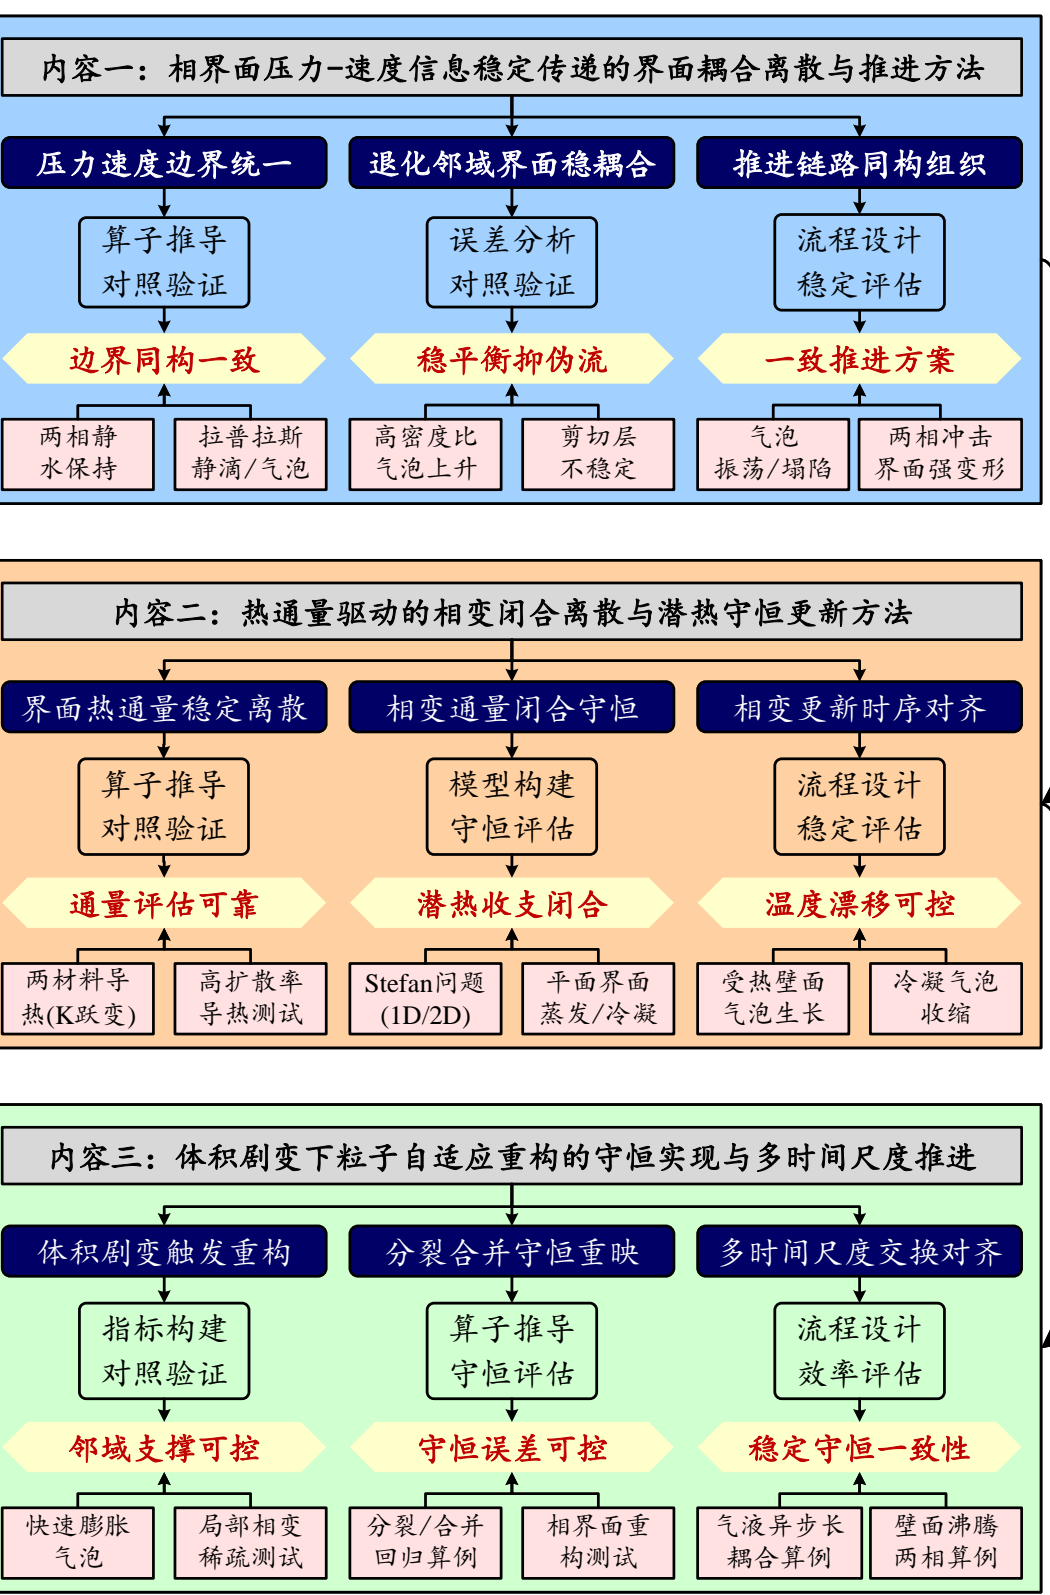 内容一：相界面压力-速度信息稳定传递的界面耦合离散与推进方法
压力速度边界统一
退化邻域界面稳耦合
推进链路同构组织
算子推导
对照验证
误差分析
对照验证
流程设计
稳定评估
边界同构一致
稳平衡抑伪流
一致推进方案
两相静
水保持
拉普拉斯
静滴/气泡
高密度比
气泡上升
剪切层
不稳定
气泡
振荡/塌陷
两相冲击
界面强变形
内容二：热通量驱动的相变闭合离散与潜热守恒更新方法
界面热通量稳定离散
相变通量闭合守恒
相变更新时序对齐
算子推导
对照验证
模型构建
守恒评估
流程设计
稳定评估
通量评估可靠
潜热收支闭合
温度漂移可控
两材料导
热(K跃变)
高扩散率
导热测试
Stefan问题
(1D/2D)
平面界面
蒸发/冷凝
受热壁面
气泡生长
冷凝气泡
收缩
内容三：体积剧变下粒子自适应重构的守恒实现与多时间尺度推进
体积剧变触发重构
分裂合并守恒重映
多时间尺度交换对齐
指标构建
对照验证
算子推导
守恒评估
流程设计
效率评估
邻域支撑可控
守恒误差可控
稳定守恒一致性
快速膨胀
气泡
局部相变
稀疏测试
分裂/合并
回归算例
相界面重
构测试
气液异步长
耦合算例
壁面沸腾
两相算例